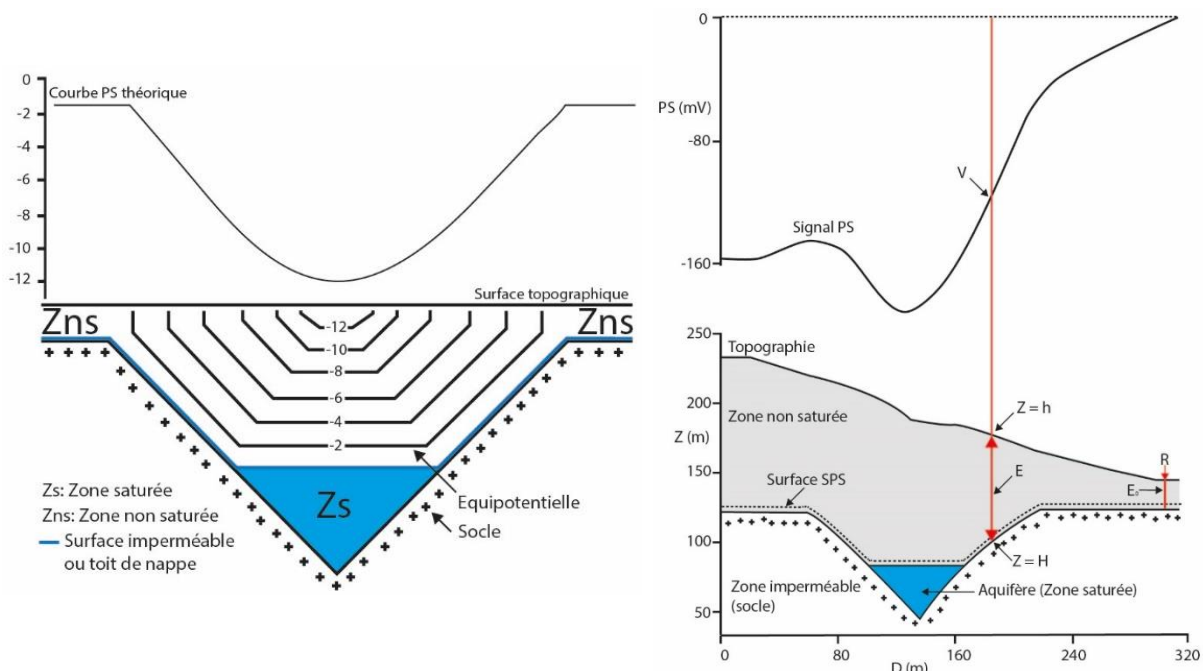 0
Courbe PS théorique
-2
-4
-6
-8
-10
-12
Surface topographique
Zns
Zns
-12
-10
-8
-6
-4
-2
Zs
Equipotentielle
Socle
Zs: Zone saturée
Zns: Zone non saturée
Surface imperméable
ou toit de nappe
0
PS (mV)
-80
V
Signal PS
-160
250
Topographie
200
Z = h
Zone non saturée
Z (m)
150
R
E
E₀
Surface SPS
100
Z = H
Zone imperméable
(socle)
Aquifère (Zone saturée)
50
0
80
160
240
320
D (m)